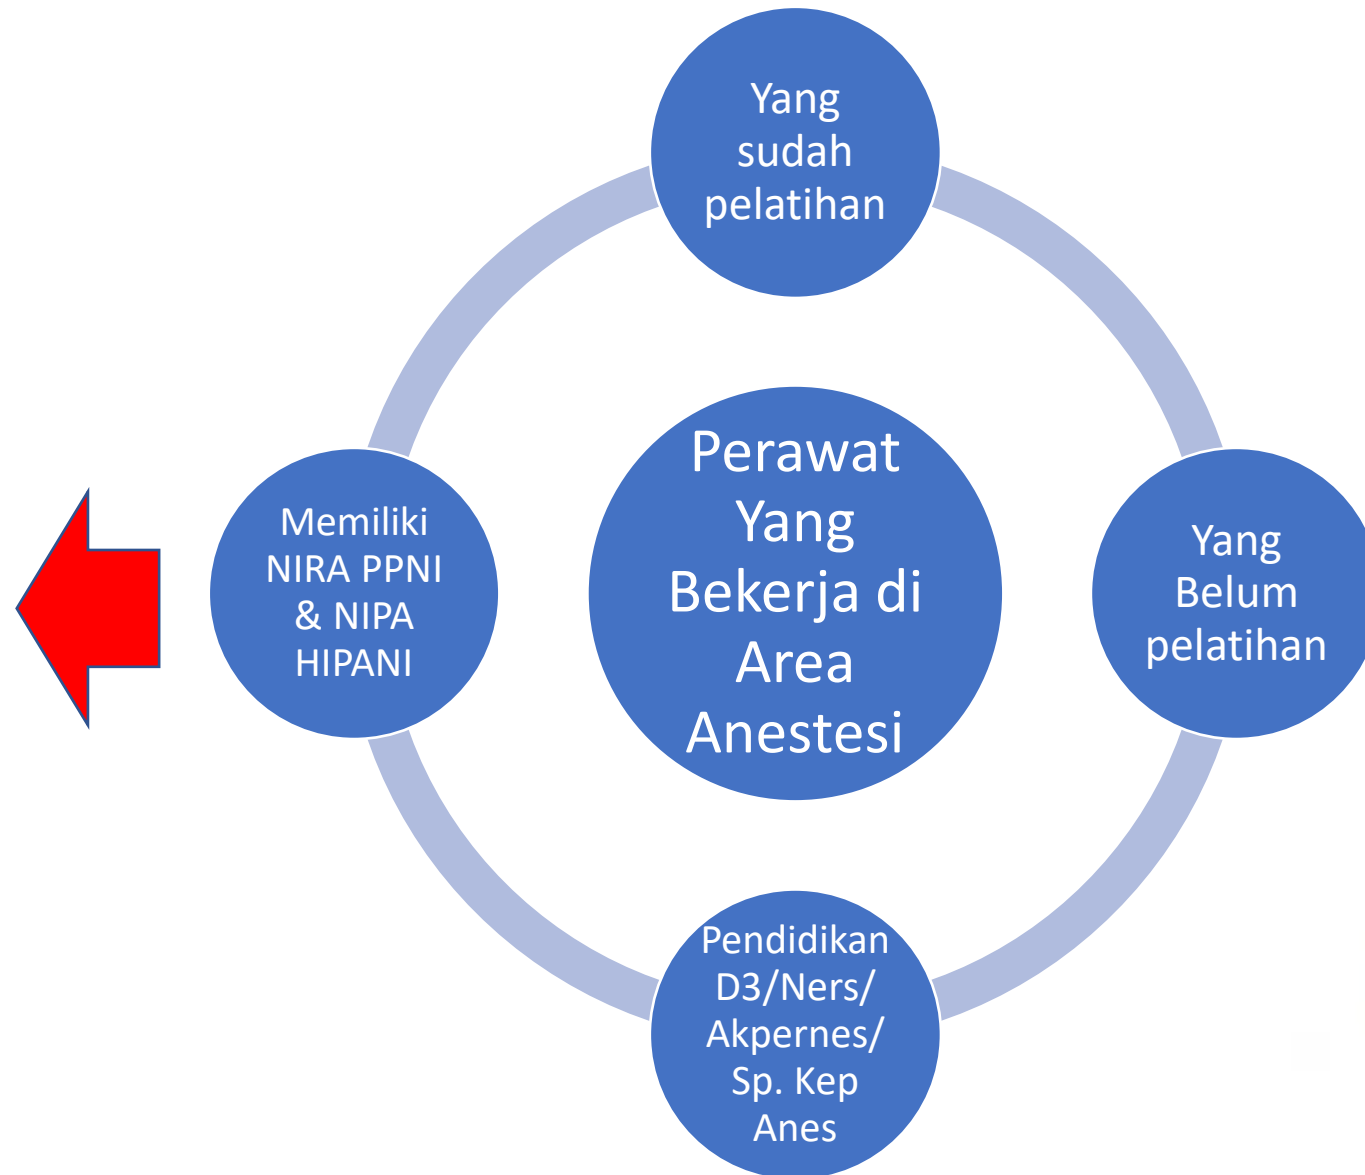 Yang
sudah
pelatihan
Perawat
Yang
Bekerja di
Area
Anestesi
Memiliki
NIRA PPNI
& NIPA
HIPANI
Yang
Belum
pelatihan
Pendidikan
D3/Ners/
Akpernes/
Sp. Kep
Anes